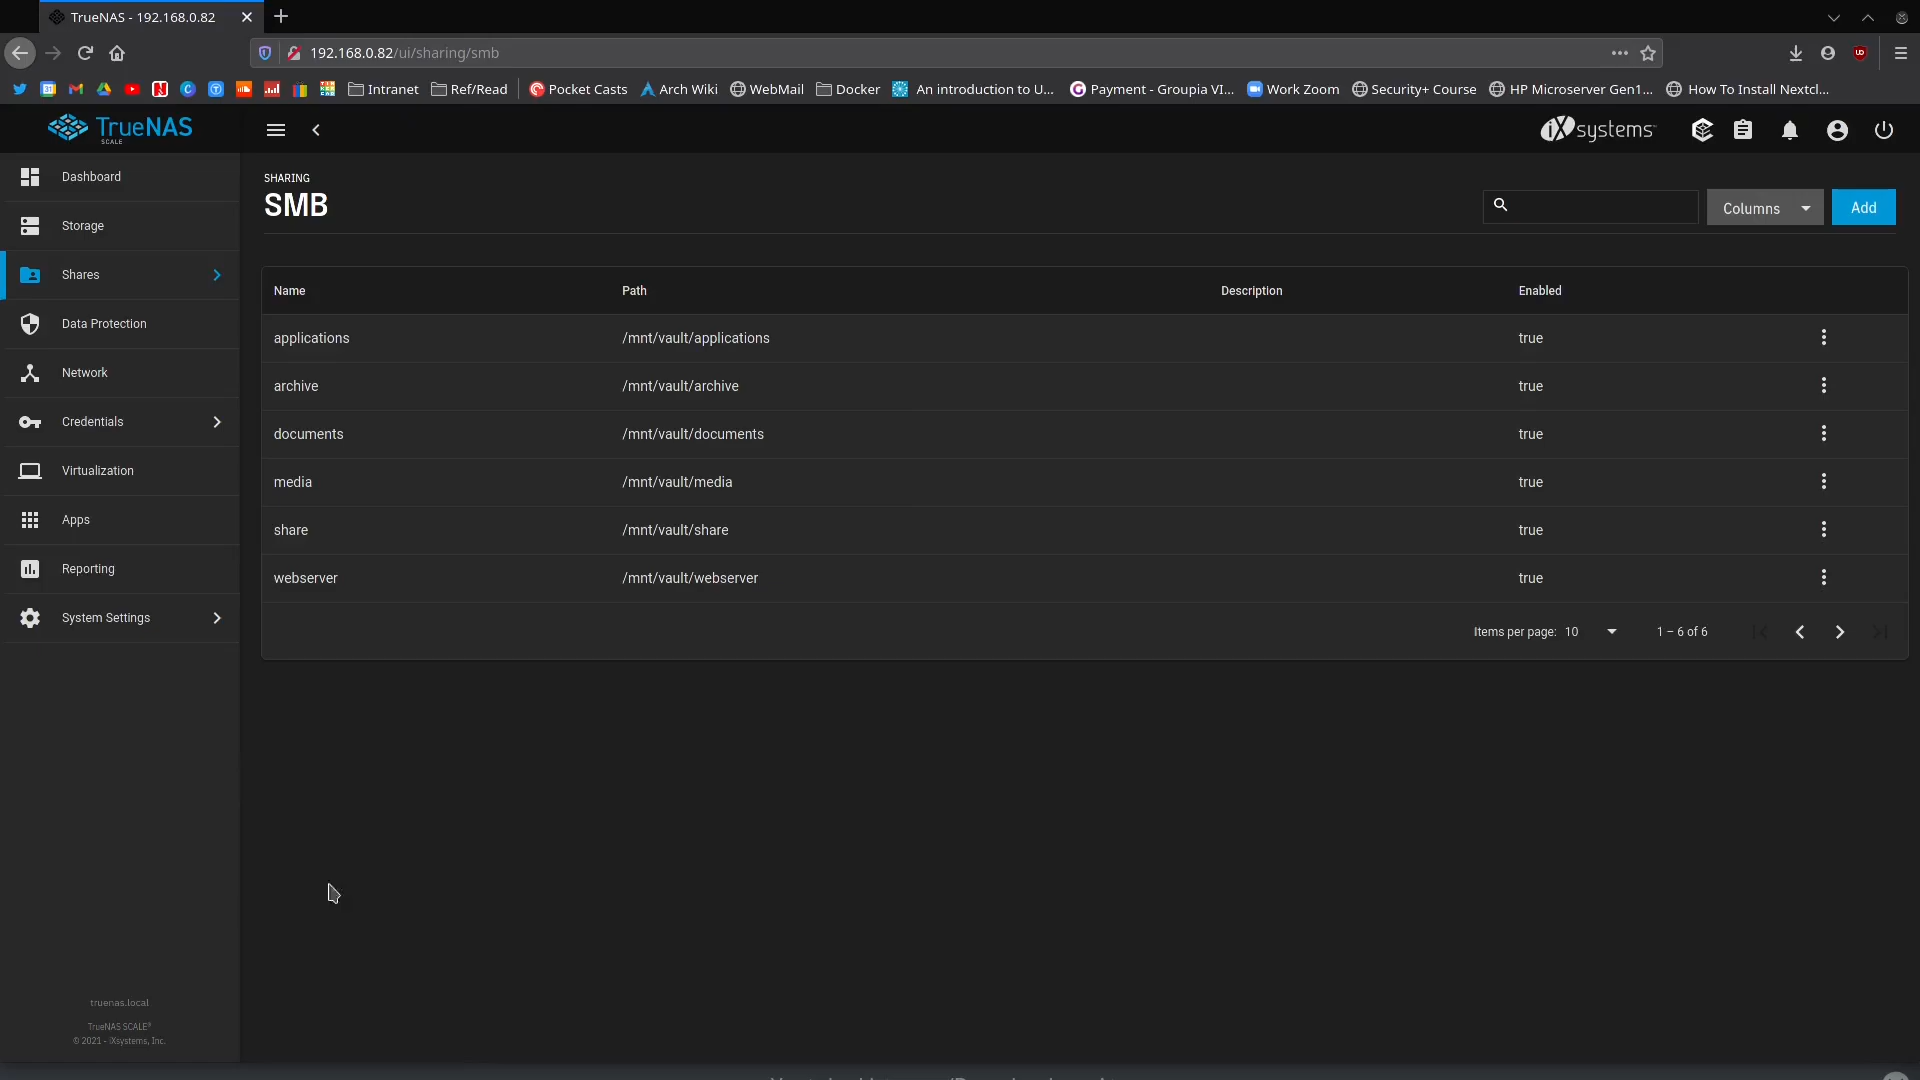 TrueNAS - 192.168.0.82
192.168.0.82/ui/sharing/smb
Intranet Ref/Read Pocket Casts Arch Wiki WebMail Docker An introduction to U... Payment - Groupia VI... Work Zoom Security+ Course HP Microserver Gen1... How To Install Nextcl...
TrueNAS
SCALE
iXsystems
Dashboard
Storage
Shares
Data Protection
Network
Credentials
Virtualization
Apps
Reporting
System Settings
truenas.local
TrueNAS SCALE®
© 2021 - iXsystems, Inc.
SHARING
SMB
Columns
Add
Name Path Description Enabled
applications /mnt/vault/applications true
archive /mnt/vault/archive true
documents /mnt/vault/documents true
media /mnt/vault/media true
share /mnt/vault/share true
webserver /mnt/vault/webserver true
Items per page: 10 1 – 6 of 6